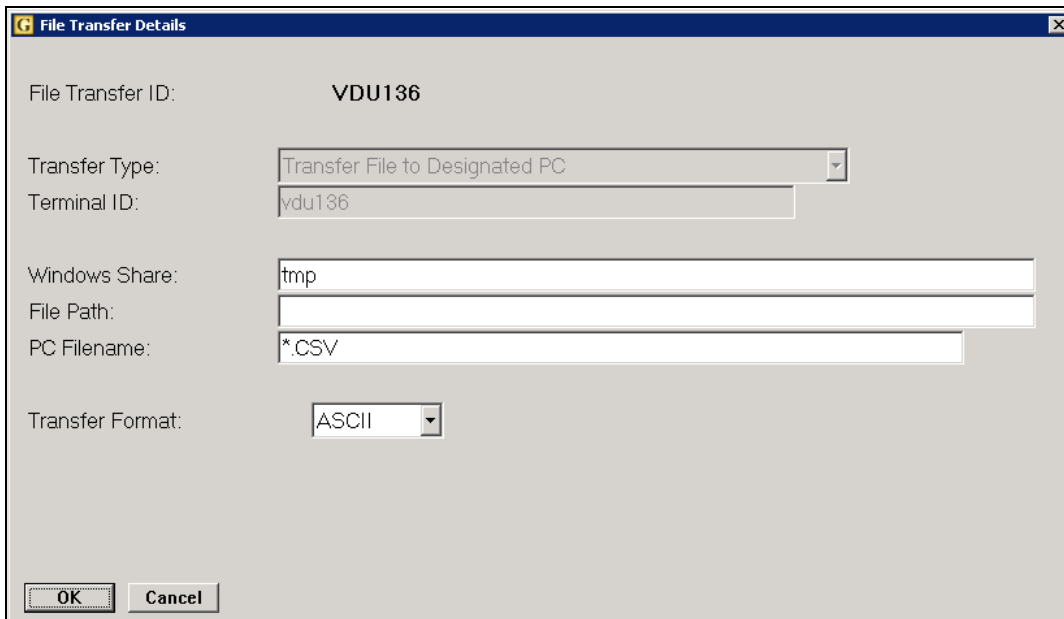 G File Transfer Details
File Transfer ID: VDU136
Transfer Type: Transfer File to Designated PC
Terminal ID: vdu136
Windows Share: tmp
File Path:
PC Filename: *.CSV
Transfer Format: ASCII
OK Cancel